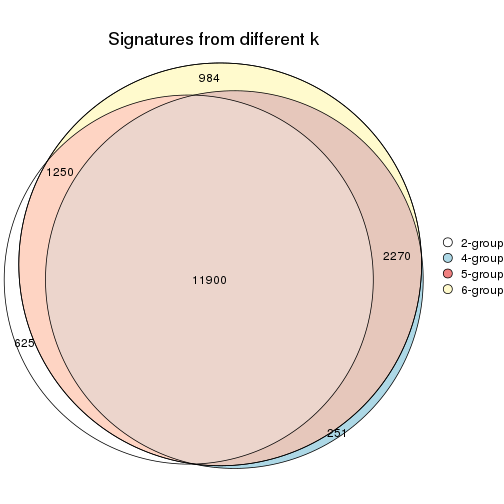 Signatures from different k
984
1250
2270
11900
625
251
2-group
4-group
5-group
6-group